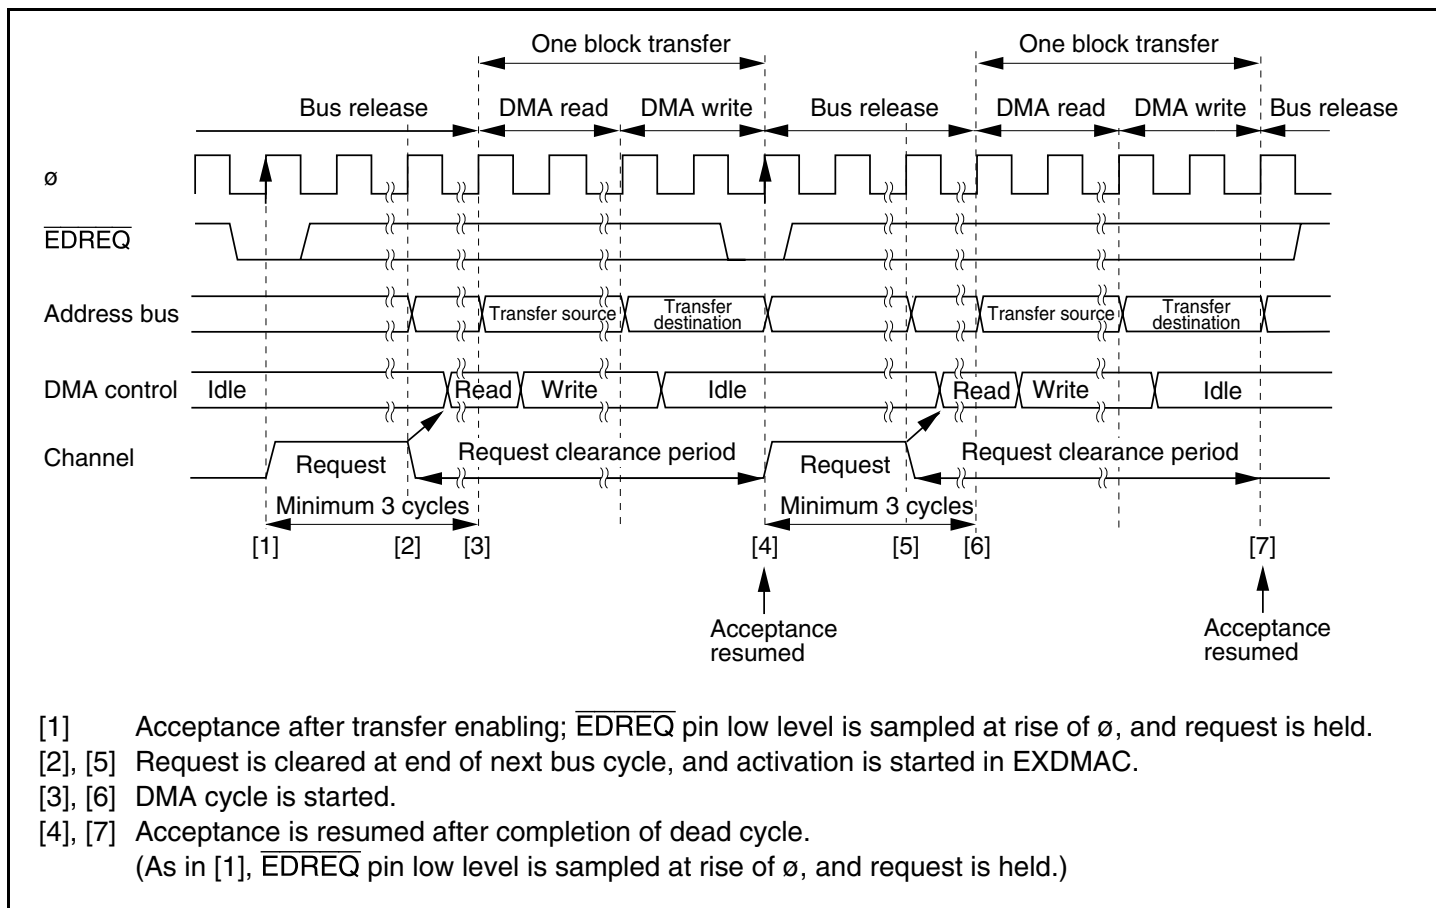 One block transfer One block transfer
Bus release DMA read DMA write Bus release DMA read DMA write Bus release
ø
EDREQ
Address bus Transfer source Transfer destination Transfer source Transfer destination
DMA control Idle Read Write Idle Read Write Idle
Channel Request Request clearance period Request Request clearance period
Minimum 3 cycles Minimum 3 cycles
[1] [2] [3] [4] [5] [6] [7]
Acceptance resumed Acceptance resumed
[1] Acceptance after transfer enabling; EDREQ pin low level is sampled at rise of ø, and request is held.
[2], [5] Request is cleared at end of next bus cycle, and activation is started in EXDMAC.
[3], [6] DMA cycle is started.
[4], [7] Acceptance is resumed after completion of dead cycle.
(As in [1], EDREQ pin low level is sampled at rise of ø, and request is held.)